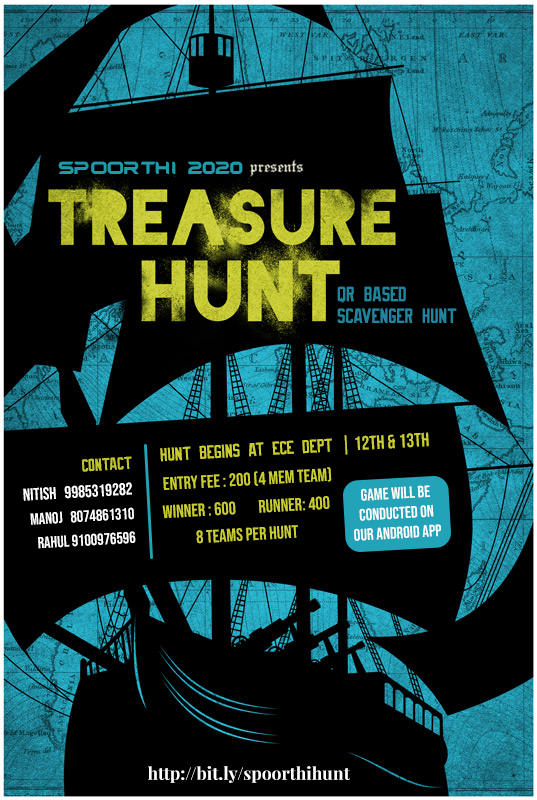 SPOORTHI 2020 presents
TREASURE
HUNT
QR BASED
SCAVENGER HUNT
CONTACT
NITISH 9985319282
MANOJ 8074861310
RAHUL 9100976596
HUNT BEGINS AT ECE DEPT | 12TH & 13TH
ENTRY FEE : 200 (4 MEM TEAM)
WINNER : 600 RUNNER: 400
8 TEAMS PER HUNT
GAME WILL BE
CONDUCTED ON
OUR ANDROID APP
http://bit.ly/spoorthihunt